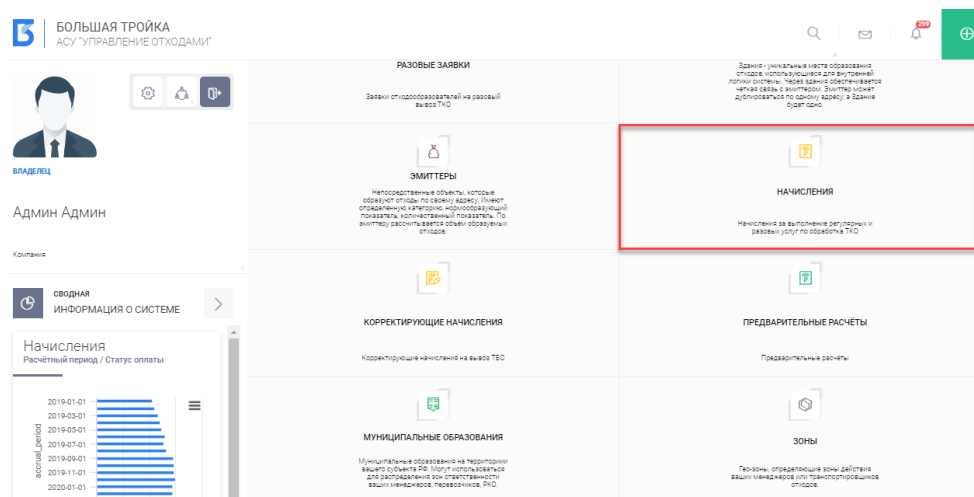 БОЛЬШАЯ ТРОЙКА
АСУ "УПРАВЛЕНИЕ ОТХОДАМИ"
299
ВЛАДЕЛЕЦ
Админ Админ
Компания
СВОДНАЯ
ИНФОРМАЦИЯ О СИСТЕМЕ
Начисления
Расчётный период / Статус оплаты
accrual_period
2019-01-01
2019-03-01
2019-05-01
2019-07-01
2019-09-01
2019-11-01
2020-01-01
РАЗОВЫЕ ЗАЯВКИ
Заявки отходообразователей на разовый
вывоз ТКО
Здания - уникальные места образования
отходов, использующиеся для внутренней
логики системы. Через здания обеспечивается
четкая связь с эмиттером. Эмиттер может
дублироваться по одному адресу, а Здание
будет одно.
ЭМИТТЕРЫ
Непосредственные объекты, которые
образуют отходы по своему адресу. Имеют
определенную категорию, нормообразующий
показатель, количественный показатель. По
эмиттеру рассчитывается объем образуемых
отходов.
НАЧИСЛЕНИЯ
Начисления за выполнение регулярных и
разовых услуг по обработка ТКО
КОРРЕКТИРУЮЩИЕ НАЧИСЛЕНИЯ
Корректирующие начисления на вывоз ТБО
ПРЕДВАРИТЕЛЬНЫЕ РАСЧЁТЫ
Предварительные расчёты
МУНИЦИПАЛЬНЫЕ ОБРАЗОВАНИЯ
Муниципальные образования на территории
вашего субъекта РФ. Могут использоваться
для распределения зон ответственности
ваших менеджеров, перевозчиков, РКО.
ЗОНЫ
Гео-зоны, определяющие зоны действия
ваших менеджеров или транспортировщиков
отходов.